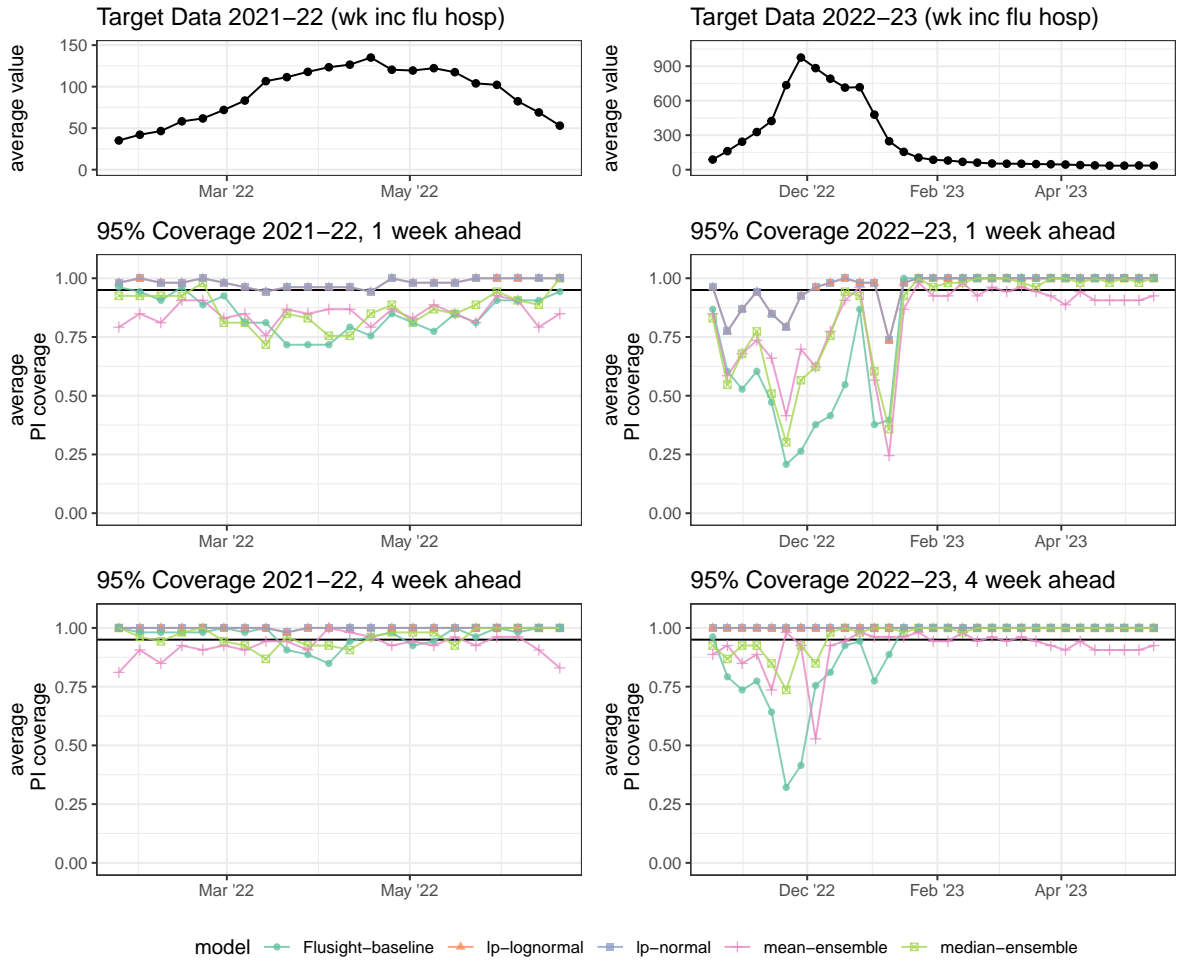 Target Data 2021−22 (wk inc flu hosp)
average value
150
100
50
0
Mar '22
May '22
Target Data 2022−23 (wk inc flu hosp)
average value
900
600
300
0
Dec '22
Feb '23
Apr '23
95% Coverage 2021−22, 1 week ahead
average
PI coverage
1.00
0.75
0.50
0.25
0.00
Mar '22
May '22
95% Coverage 2022−23, 1 week ahead
average
PI coverage
1.00
0.75
0.50
0.25
0.00
Dec '22
Feb '23
Apr '23
95% Coverage 2021−22, 4 week ahead
average
PI coverage
1.00
0.75
0.50
0.25
0.00
Mar '22
May '22
95% Coverage 2022−23, 4 week ahead
average
PI coverage
1.00
0.75
0.50
0.25
0.00
Dec '22
Feb '23
Apr '23
model Flusight−baseline lp−lognormal lp−normal mean−ensemble median−ensemble